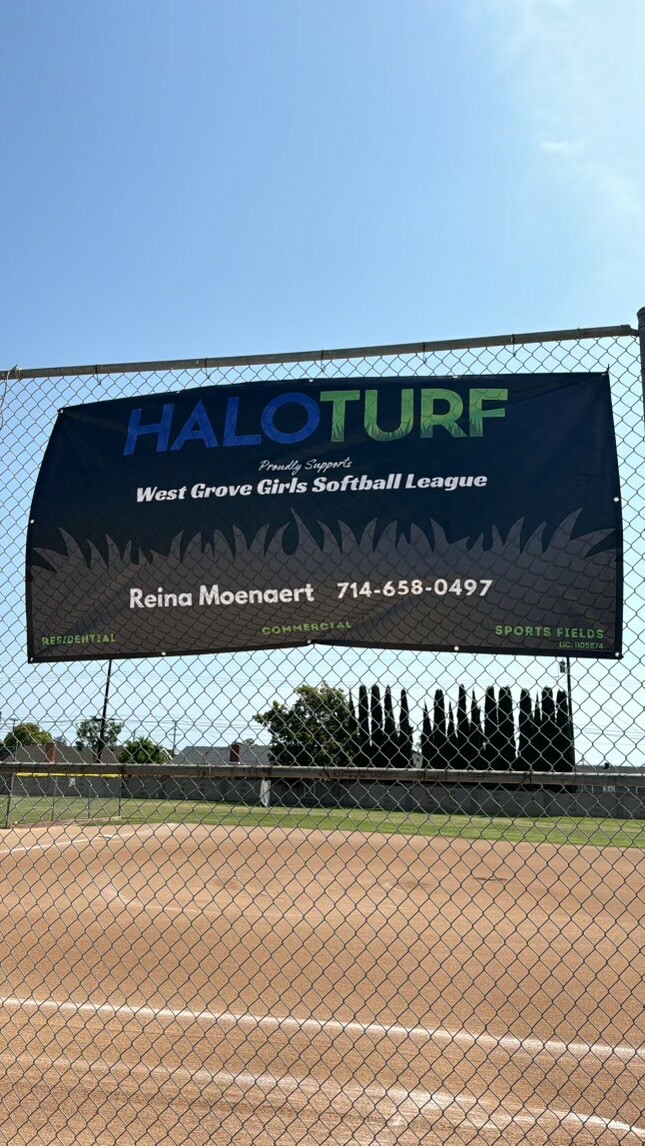 HALOTURF
Proudly Supports
West Grove Girls Softball League
Reina Moenaert 714-658-0497
RESIDENTIAL COMMERCIAL SPORTS FIELDS
LIC: 1105874